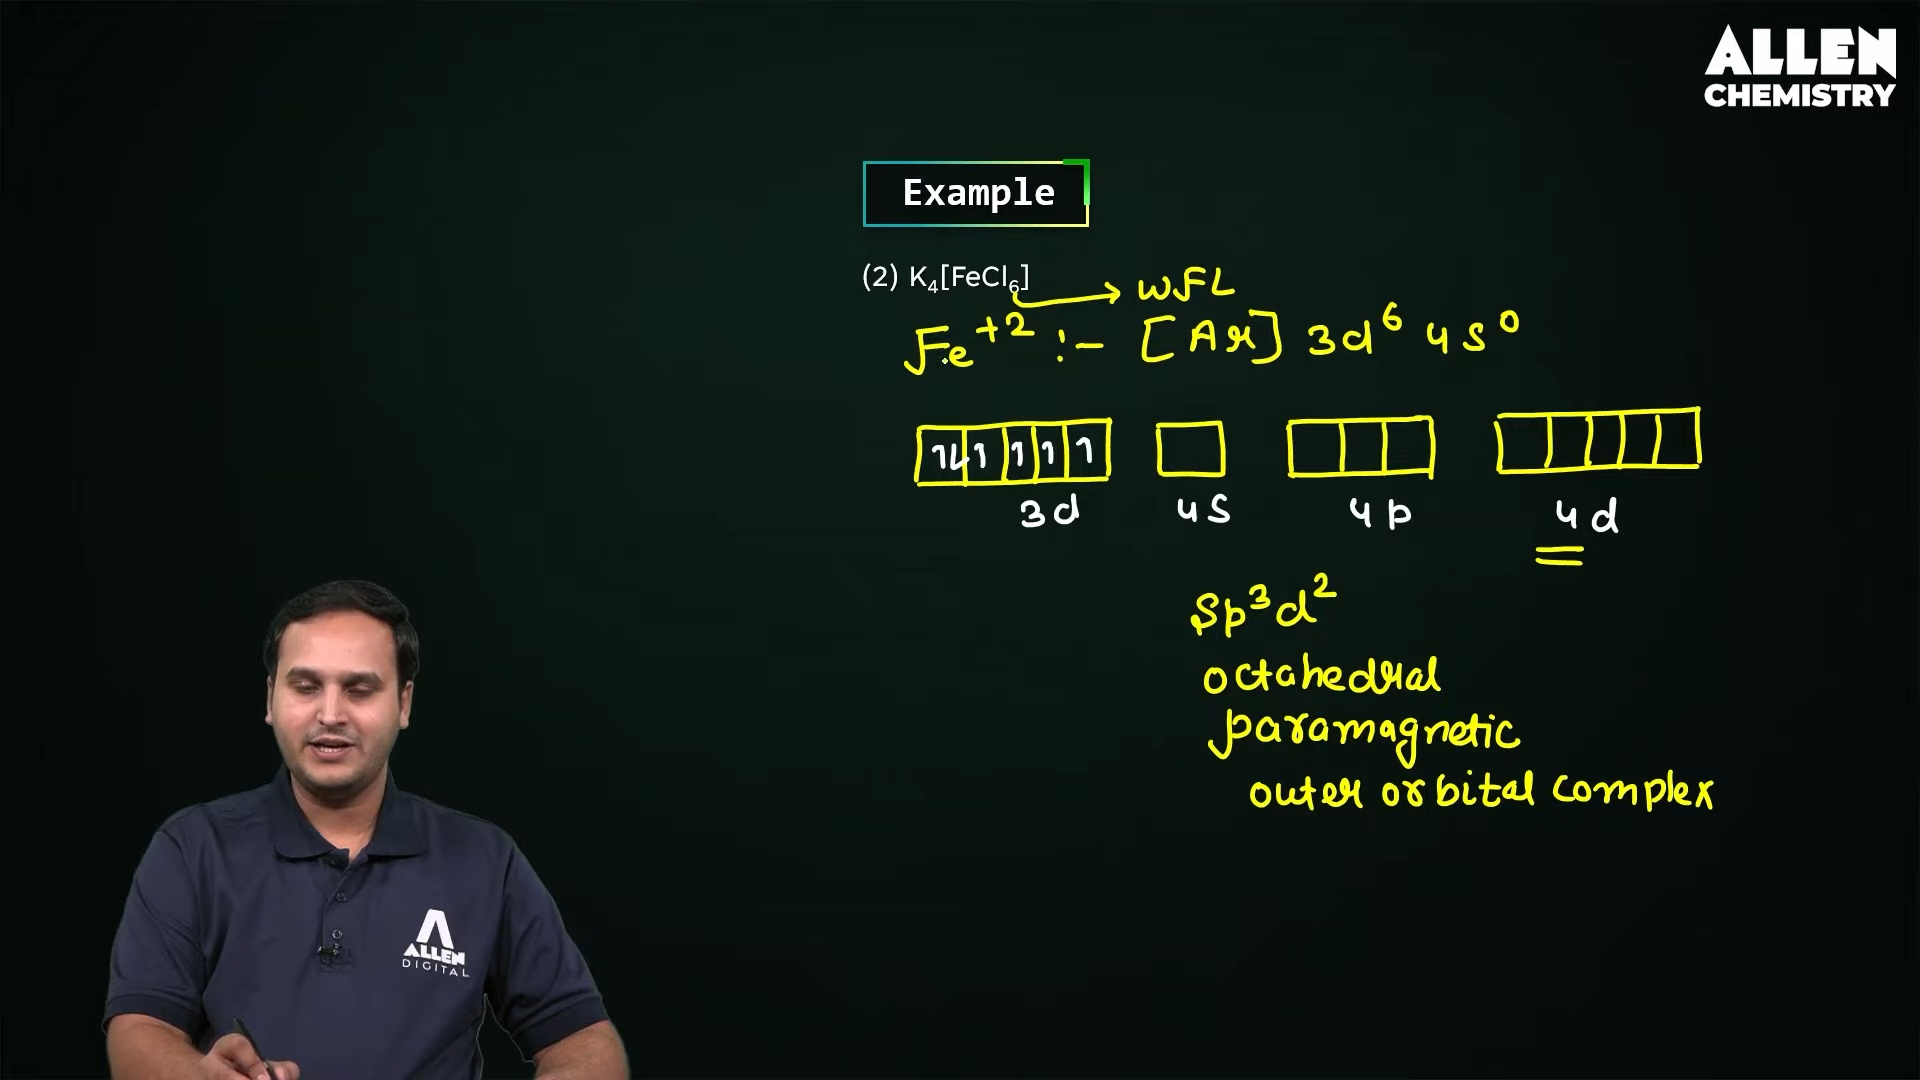 ALLEN
CHEMISTRY
Example
(2) K₄[FeCl₆] → WFL
Fe⁺² :- [Ar] 3d⁶ 4s⁰
1L 1 1 1 1
3d 4s 4p 4d
sp³d²
octahedral
paramagnetic
outer orbital complex
ALLEN
DIGITAL